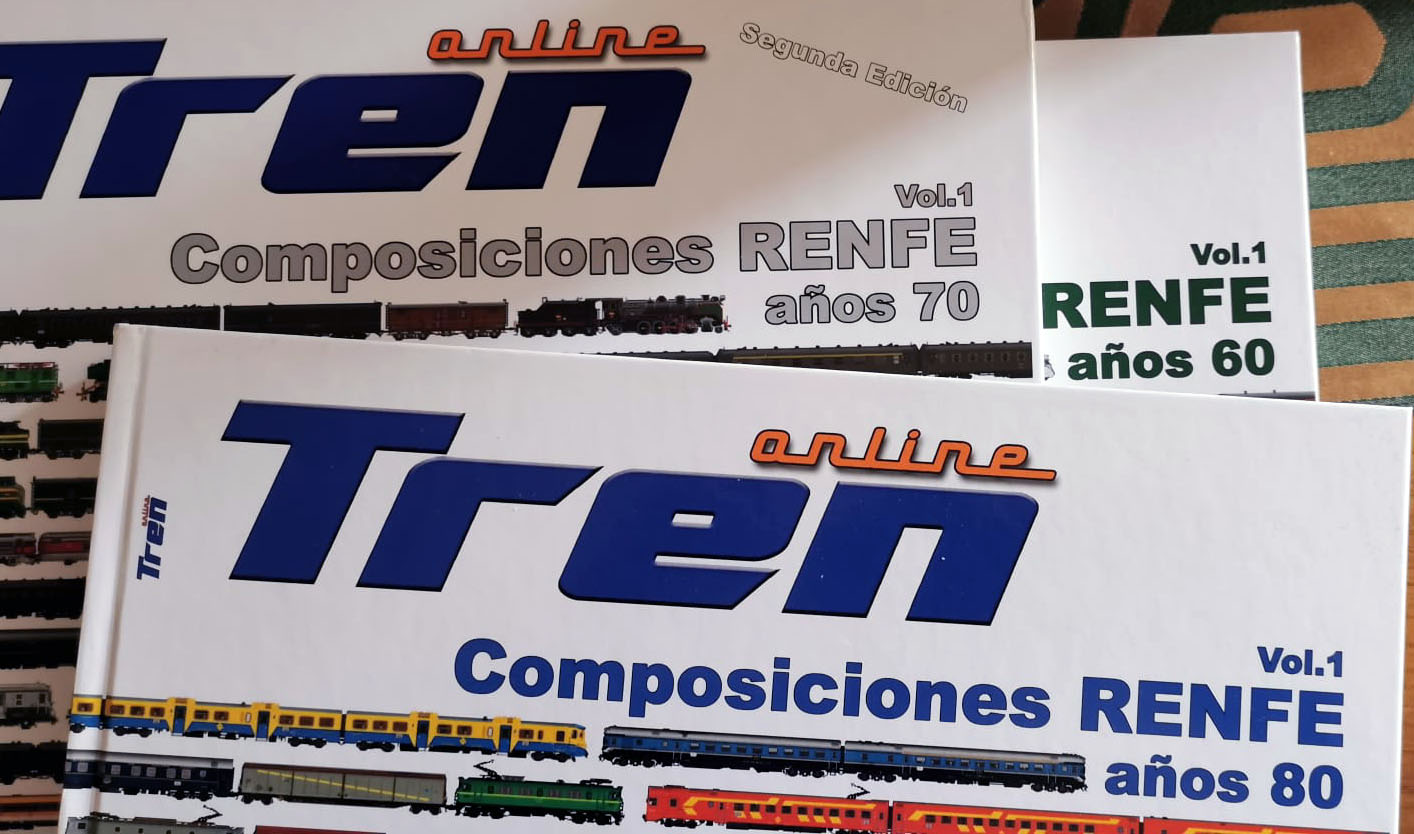 online
Tren
Segunda Edición
Vol.1
Composiciones RENFE
años 70
Vol.1
RENFE
años 60
online
Tren
online
Tren
Vol.1
Composiciones RENFE
años 80